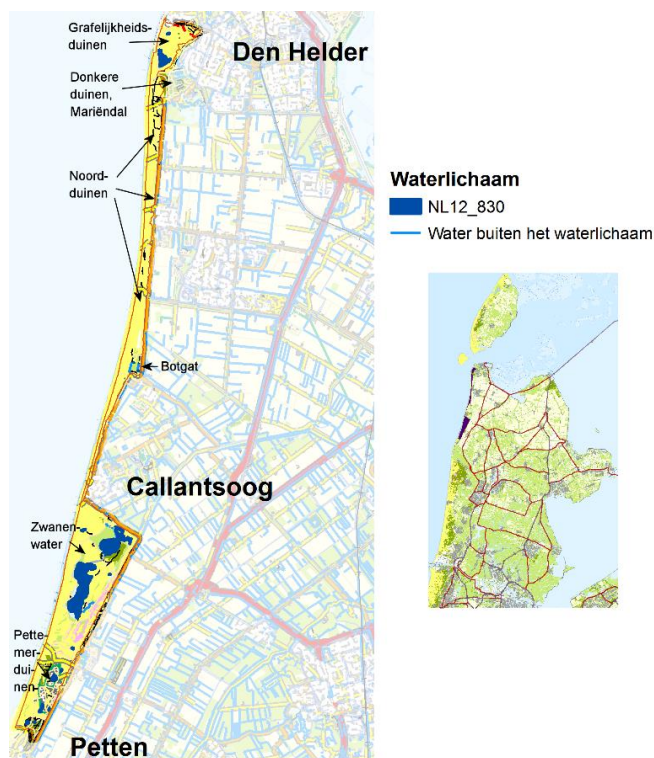 Grafelijkheids-
duinen
Den Helder
Donkere
duinen,
Mariëndal
Noord-
duinen
Botgat
Callantsoog
Zwanen-
water
Pette-
mer-
dui-
nen
Petten
Waterlichaam
NL12_830
Water buiten het waterlichaam